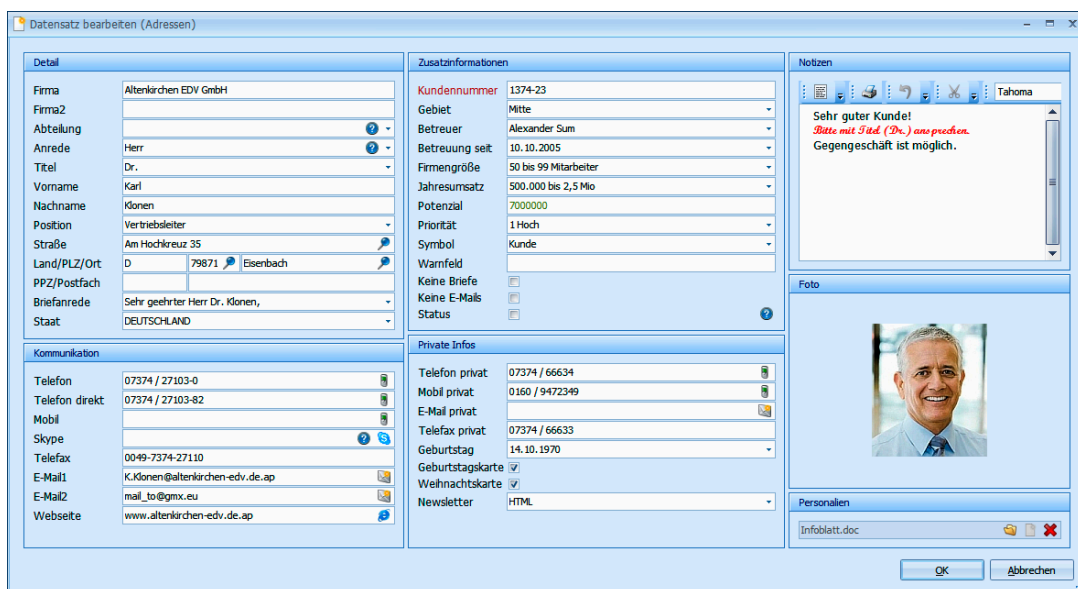 Datensatz bearbeiten (Adressen)
Detail
Firma Altenkirchen EDV GmbH
Firma2
Abteilung
Anrede Herr
Titel Dr.
Vorname Karl
Nachname Klonen
Position Vertriebsleiter
Straße Am Hochkreuz 35
Land/PLZ/Ort D 79871 Eisenbach
PPZ/Postfach
Briefanrede Sehr geehrter Herr Dr. Klonen,
Staat DEUTSCHLAND
Kommunikation
Telefon 07374 / 27103-0
Telefon direkt 07374 / 27103-82
Mobil
Skype
Telefax 0049-7374-27110
E-Mail1 K.Klonen@altenkirchen-edv.de.ap
E-Mail2 mail_to@gmx.eu
Webseite www.altenkirchen-edv.de.ap
Zusatzinformationen
Kundennummer 1374-23
Gebiet Mitte
Betreuer Alexander Sum
Betreuung seit 10.10.2005
Firmengröße 50 bis 99 Mitarbeiter
Jahresumsatz 500.000 bis 2,5 Mio
Potenzial 7000000
Priorität 1 Hoch
Symbol Kunde
Warnfeld
Keine Briefe
Keine E-Mails
Status
Private Infos
Telefon privat 07374 / 66634
Mobil privat 0160 / 9472349
E-Mail privat
Telefax privat 07374 / 66633
Geburtstag 14.10.1970
Geburtstagskarte
Weihnachtskarte
Newsletter HTML
Notizen
Tahoma
Sehr guter Kunde!
Bitte mit Titel (Dr.) ansprechen.
Gegengeschäft ist möglich.
Foto
Personalien
Infoblatt.doc
OK Abbrechen